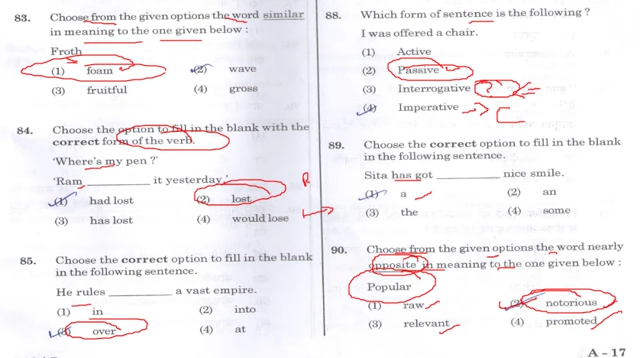 83. Choose from the given options the word similar
in meaning to the one given below :
Froth
(1) foam (2) wave
(3) fruitful (4) gross
84. Choose the option to fill in the blank with the
correct form of the verb.
'Where's my pen ?'
'Ram ________ it yesterday.'
(1) had lost (2) lost
(3) has lost (4) would lose
85. Choose the correct option to fill in the blank
in the following sentence.
He rules ________ a vast empire.
(1) in (2) into
(3) over (4) at
88. Which form of sentence is the following ?
I was offered a chair.
(1) Active
(2) Passive
(3) Interrogative ?
(4) Imperative
89. Choose the correct option to fill in the blank
in the following sentence.
Sita has got ________ nice smile.
(1) a (2) an
(3) the (4) some
90. Choose from the given options the word nearly
opposite in meaning to the one given below :
Popular
(1) raw (2) notorious
(3) relevant (4) promoted
A - 17